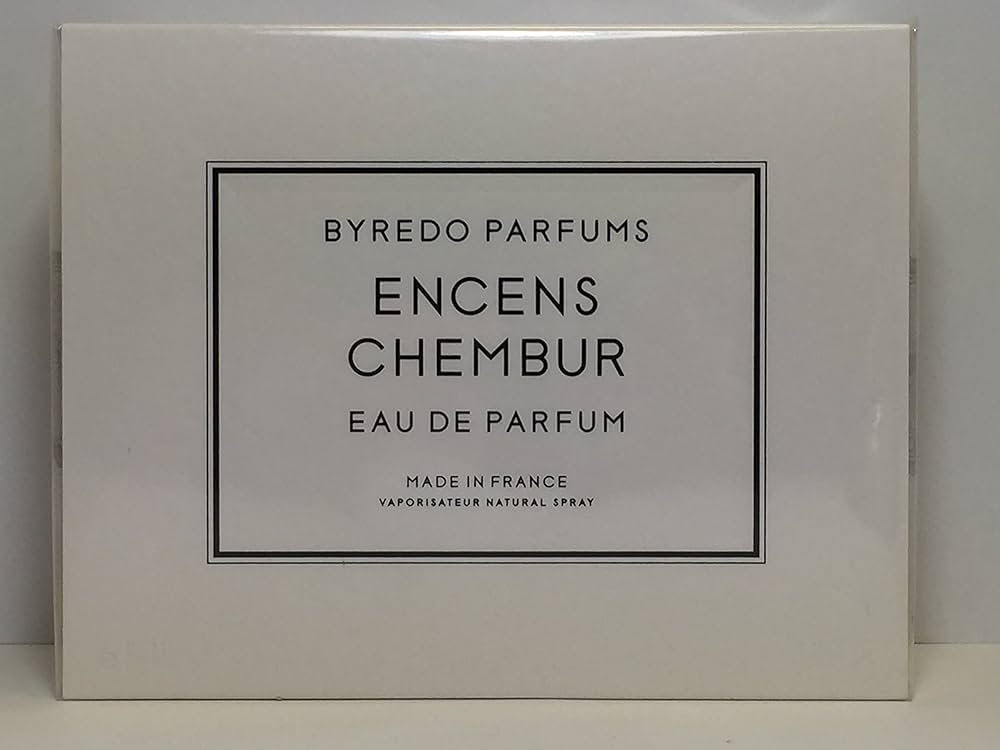 BYREDO PARFUMS
ENCENS
CHEMBUR
EAU DE PARFUM
MADE IN FRANCE
VAPORISATEUR NATURAL SPRAY